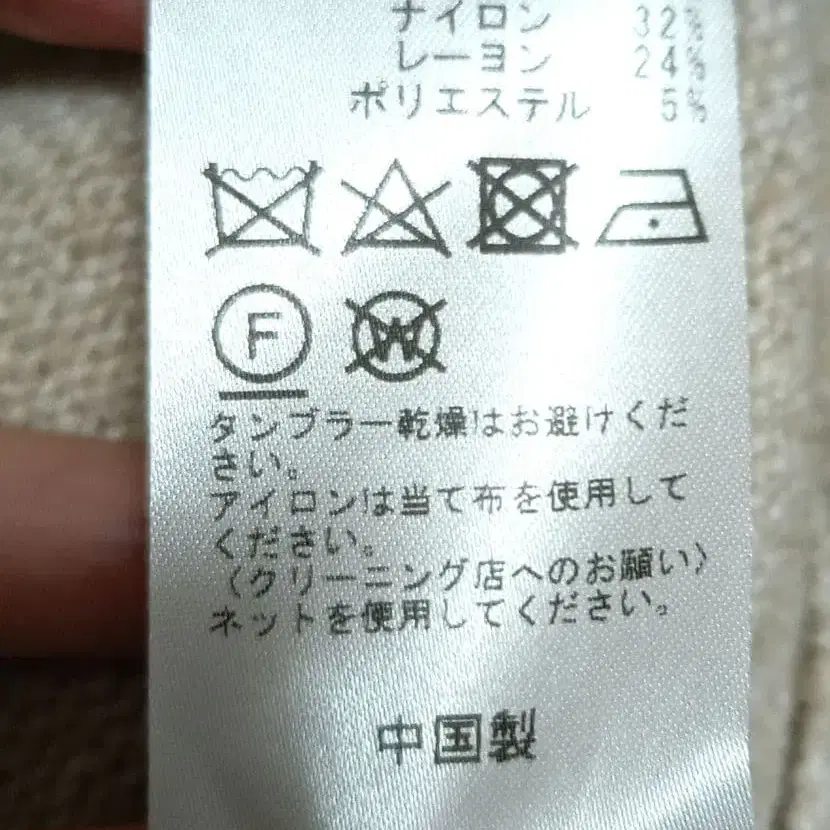 ナイロン 32%
レーヨン 24%
ポリエステル 5%
F W
タンブラー乾燥はお避けくだ
さい。
アイロンは当て布を使用して
ください。
(クリーニング店へのお願い)
ネットを使用してください。
中国製